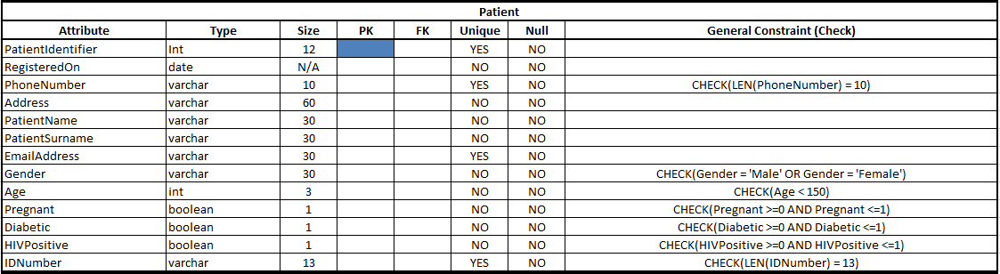 Patient
Attribute Type Size PK FK Unique Null General Constraint (Check)
PatientIdentifier Int 12 YES NO
RegisteredOn date N/A NO NO
PhoneNumber varchar 10 YES NO CHECK(LEN(PhoneNumber) = 10)
Address varchar 60 NO NO
PatientName varchar 30 NO NO
PatientSurname varchar 30 NO NO
EmailAddress varchar 30 YES NO
Gender varchar 30 NO NO CHECK(Gender = 'Male' OR Gender = 'Female')
Age int 3 NO NO CHECK(Age < 150)
Pregnant boolean 1 NO NO CHECK(Pregnant >=0 AND Pregnant <=1)
Diabetic boolean 1 NO NO CHECK(Diabetic >=0 AND Diabetic <=1)
HIVPositive boolean 1 NO NO CHECK(HIVPositive >=0 AND HIVPositive <=1)
IDNumber varchar 13 YES NO CHECK(LEN(IDNumber) = 13)